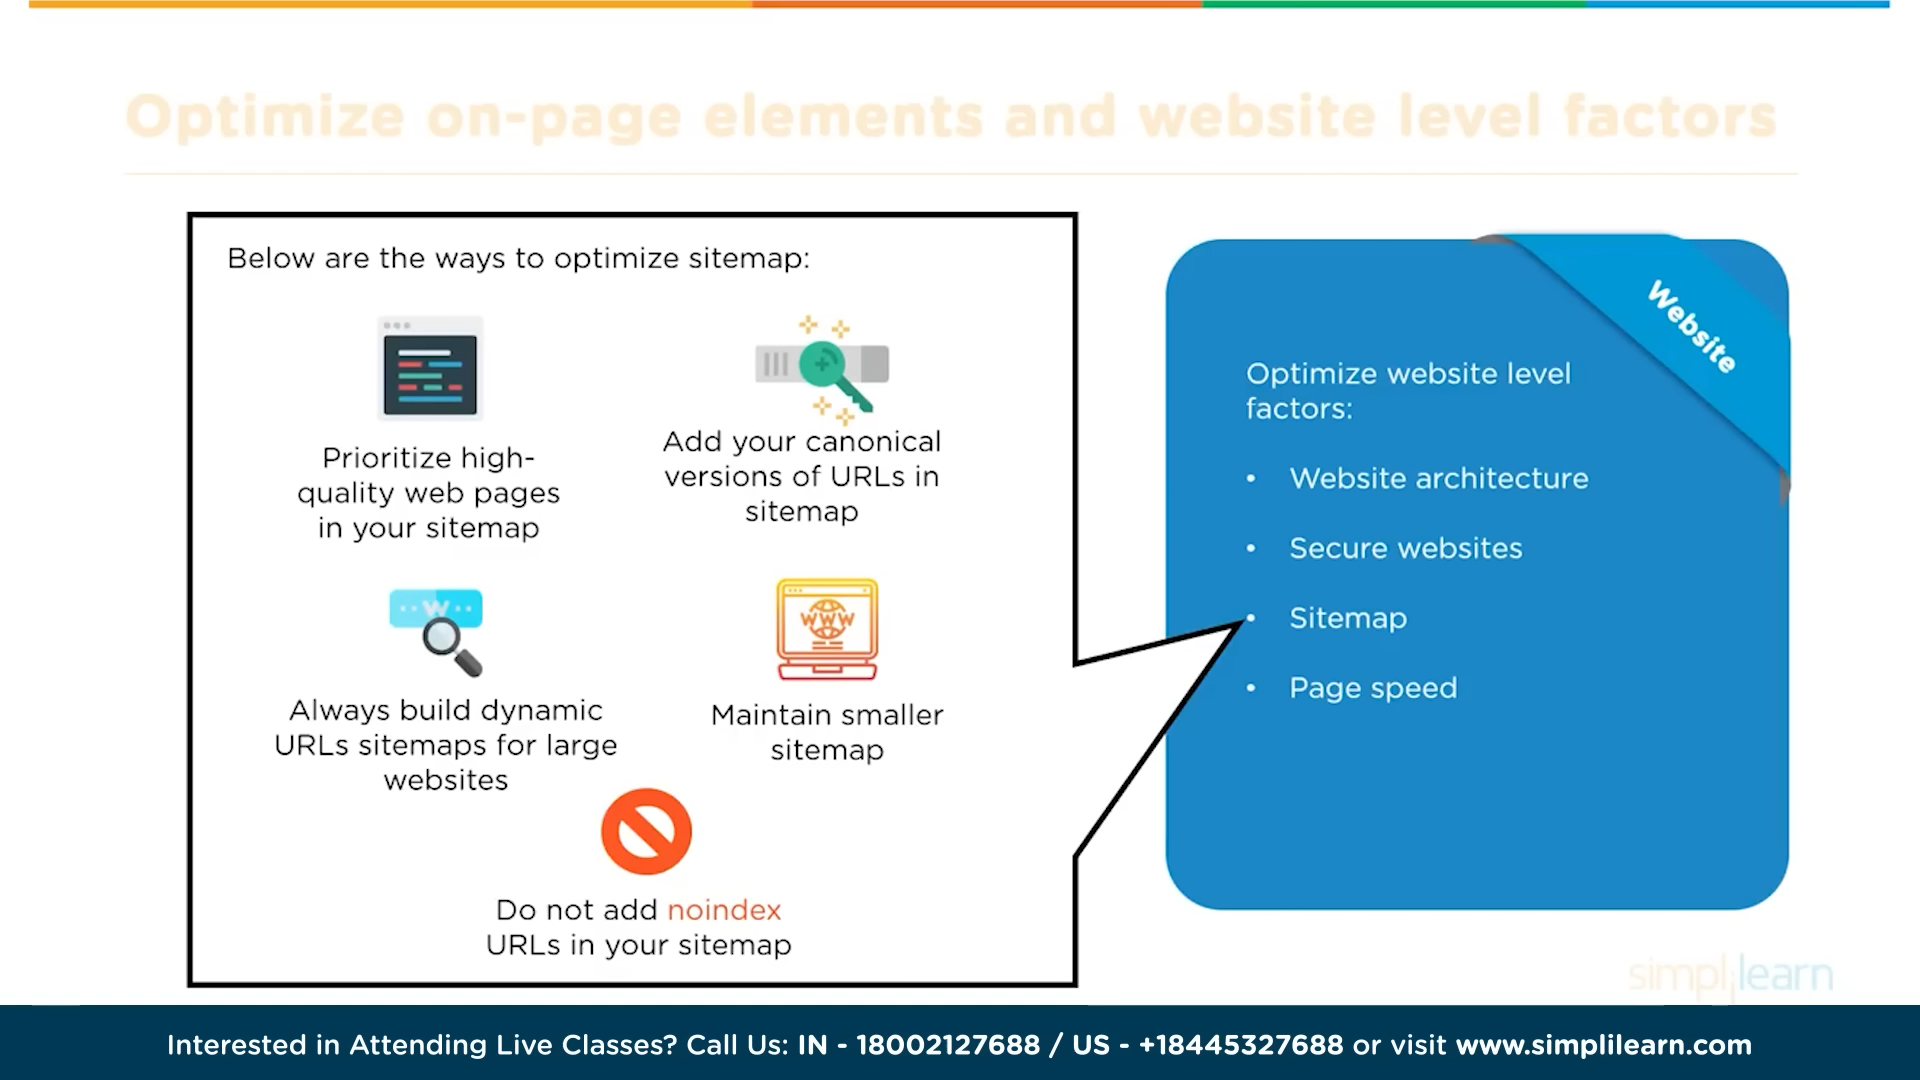 Optimize on-page elements and website level factors
Below are the ways to optimize sitemap:
Prioritize high-
quality web pages
in your sitemap
Add your canonical
versions of URLs in
sitemap
W
Always build dynamic
URLs sitemaps for large
websites
WWW
Maintain smaller
sitemap
Do not add noindex
URLs in your sitemap
Website
Optimize website level
factors:
• Website architecture
• Secure websites
• Sitemap
• Page speed
simplilearn
Interested in Attending Live Classes? Call Us: IN - 18002127688 / US - +18445327688 or visit www.simplilearn.com